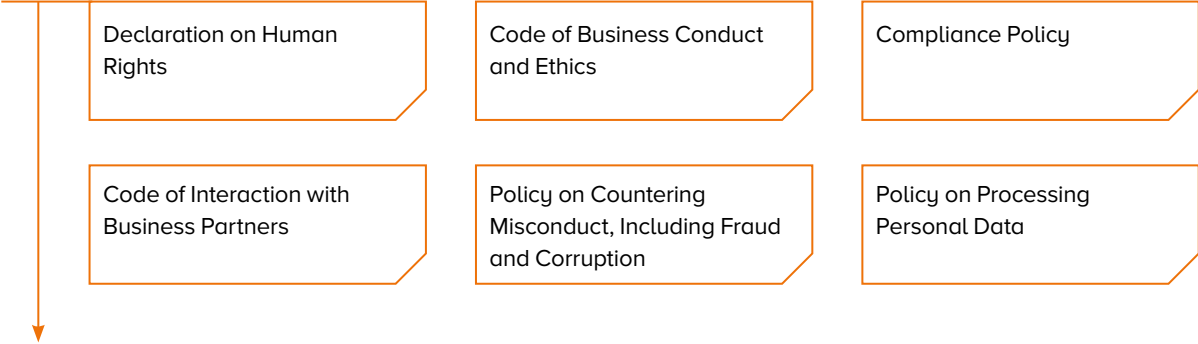 Declaration on Human
Rights
Code of Business Conduct
and Ethics
Compliance Policy
Code of Interaction with
Business Partners
Policy on Countering
Misconduct, Including Fraud
and Corruption
Policy on Processing
Personal Data